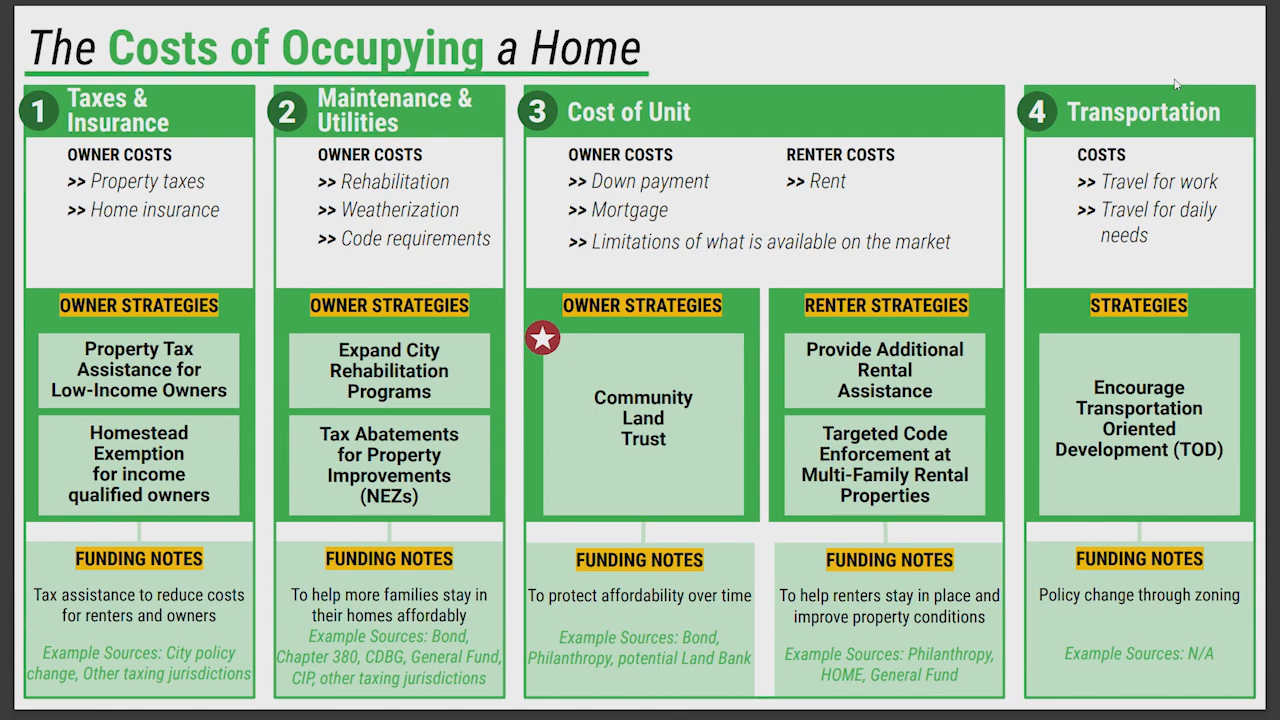 The Costs of Occupying a Home
1 Taxes &
Insurance
OWNER COSTS
>> Property taxes
>> Home insurance
OWNER STRATEGIES
Property Tax
Assistance for
Low-Income Owners
Homestead
Exemption
for income
qualified owners
FUNDING NOTES
Tax assistance to reduce costs
for renters and owners
Example Sources: City policy
change, Other taxing jurisdictions
2 Maintenance &
Utilities
OWNER COSTS
>> Rehabilitation
>> Weatherization
>> Code requirements
OWNER STRATEGIES
Expand City
Rehabilitation
Programs
Tax Abatements
for Property
Improvements
(NEZs)
FUNDING NOTES
To help more families stay in
their homes affordably
Example Sources: Bond,
Chapter 380, CDBG, General Fund,
CIP, other taxing jurisdictions
3 Cost of Unit
OWNER COSTS
>> Down payment
>> Mortgage
>> Limitations of what is available on the market
RENTER COSTS
>> Rent
OWNER STRATEGIES
Community
Land
Trust
FUNDING NOTES
To protect affordability over time
Example Sources: Bond,
Philanthropy, potential Land Bank
RENTER STRATEGIES
Provide Additional
Rental
Assistance
Targeted Code
Enforcement at
Multi-Family Rental
Properties
FUNDING NOTES
To help renters stay in place and
improve property conditions
Example Sources: Philanthropy,
HOME, General Fund
4 Transportation
COSTS
>> Travel for work
>> Travel for daily
needs
STRATEGIES
Encourage
Transportation
Oriented
Development (TOD)
FUNDING NOTES
Policy change through zoning
Example Sources: N/A